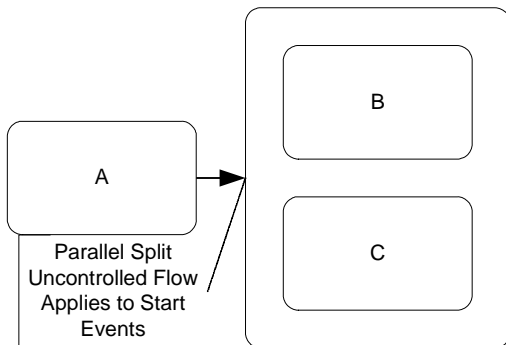 B
A
C
Parallel Split
Uncontrolled Flow
Applies to Start
Events